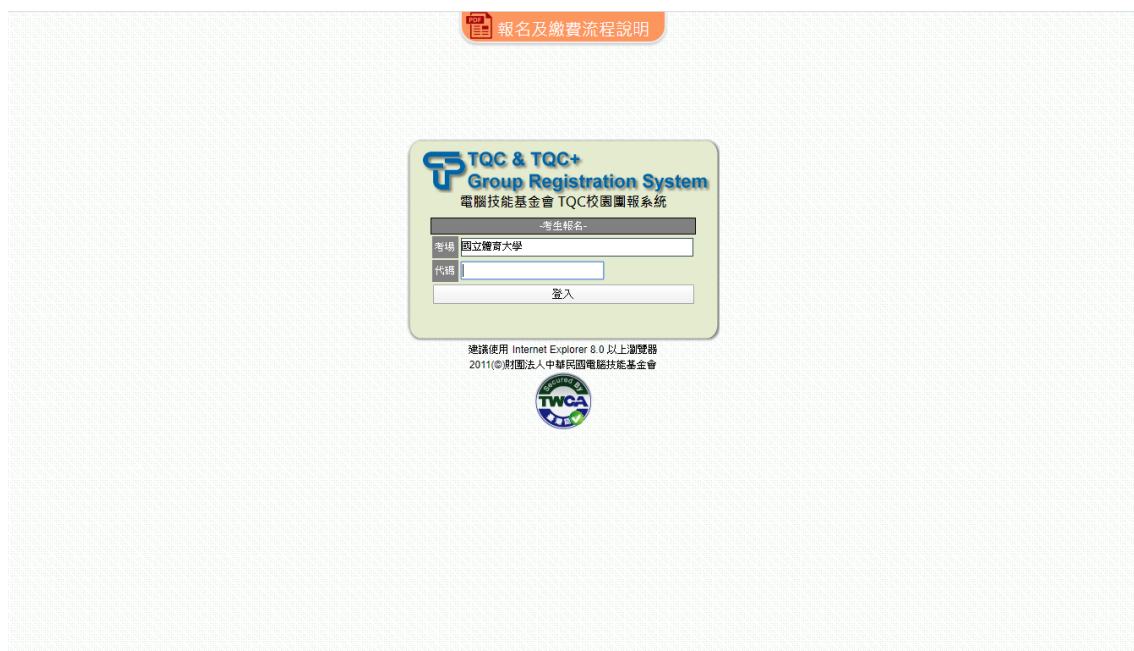 PDF
報名及繳費流程說明
TQC & TQC+
Group Registration System
電腦技能基金會 TQC校園團報系統
-考生報名-
考場 國立體育大學
代碼
登入
建議使用 Internet Explorer 8.0 以上瀏覽器
2011(©)財團法人中華民國電腦技能基金會
Secured By
TWCA